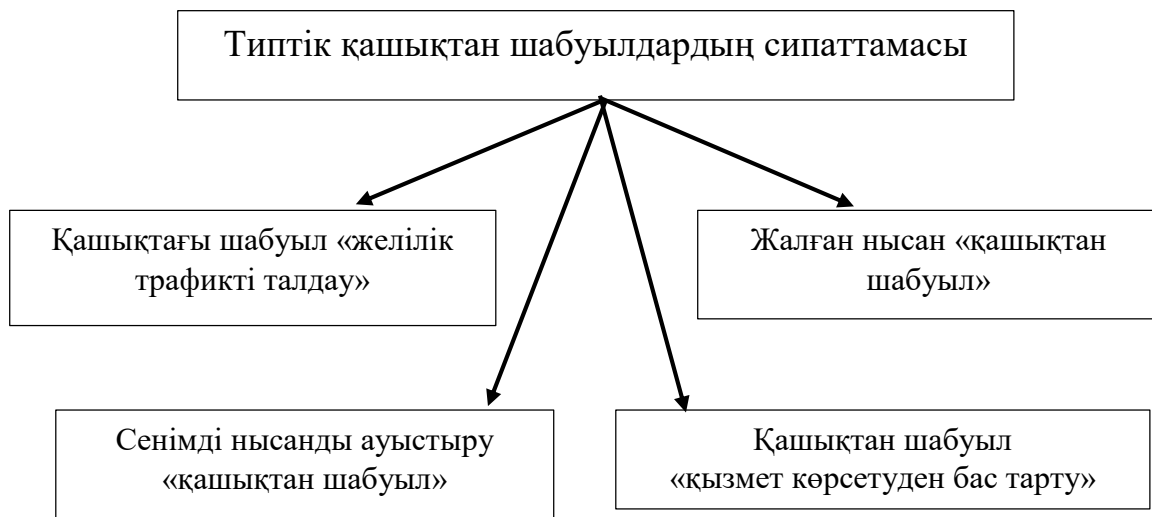 Типтік қашықтан шабуылдардың сипаттамасы
Қашықтағы шабуыл «желілік
трафикті талдау»
Жалған нысан «қашықтан
шабуыл»
Сенімді нысанды ауыстыру
«қашықтан шабуыл»
Қашықтан шабуыл
«қызмет көрсетуден бас тарту»